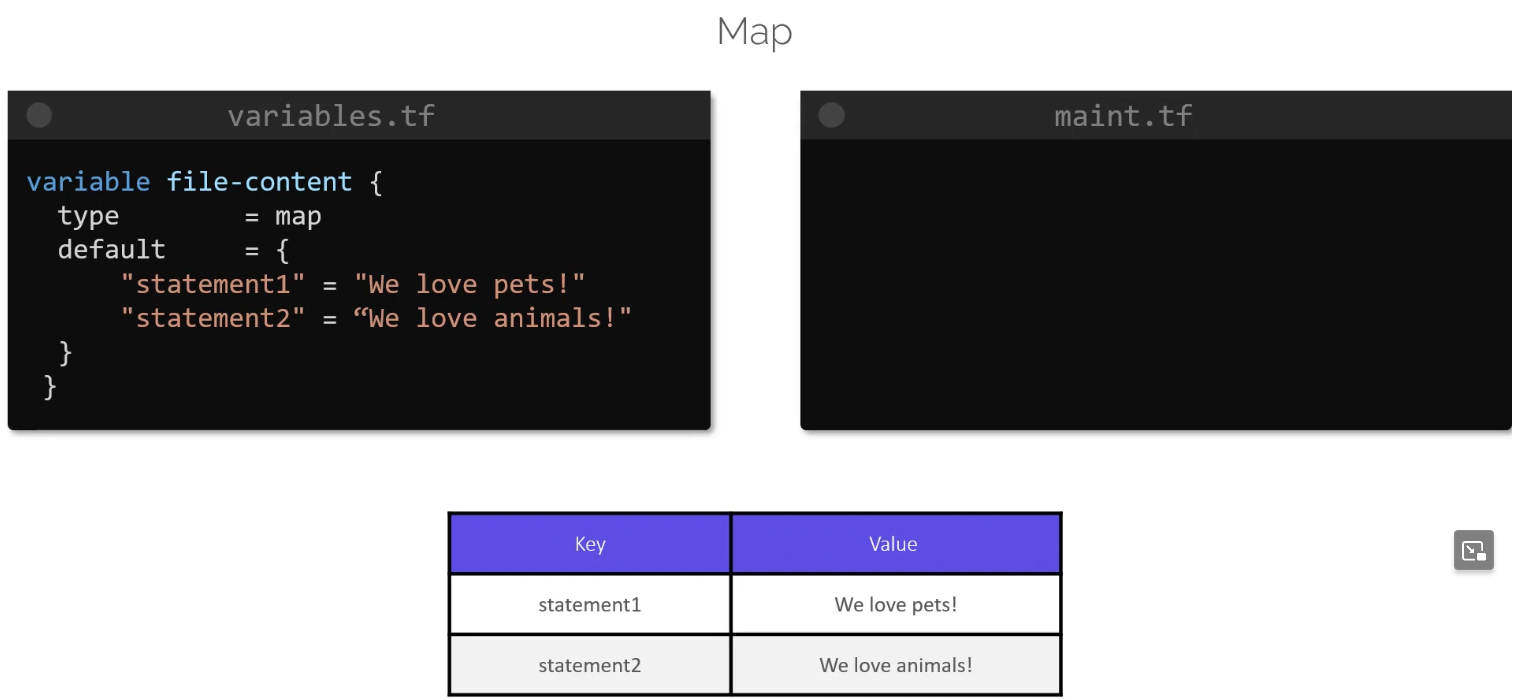 Map
variables.tf
variable file-content {
  type        = map
  default     = {
      "statement1" = "We love pets!"
      "statement2" = “We love animals!"
  }
 }
maint.tf
Key Value
statement1 We love pets!
statement2 We love animals!